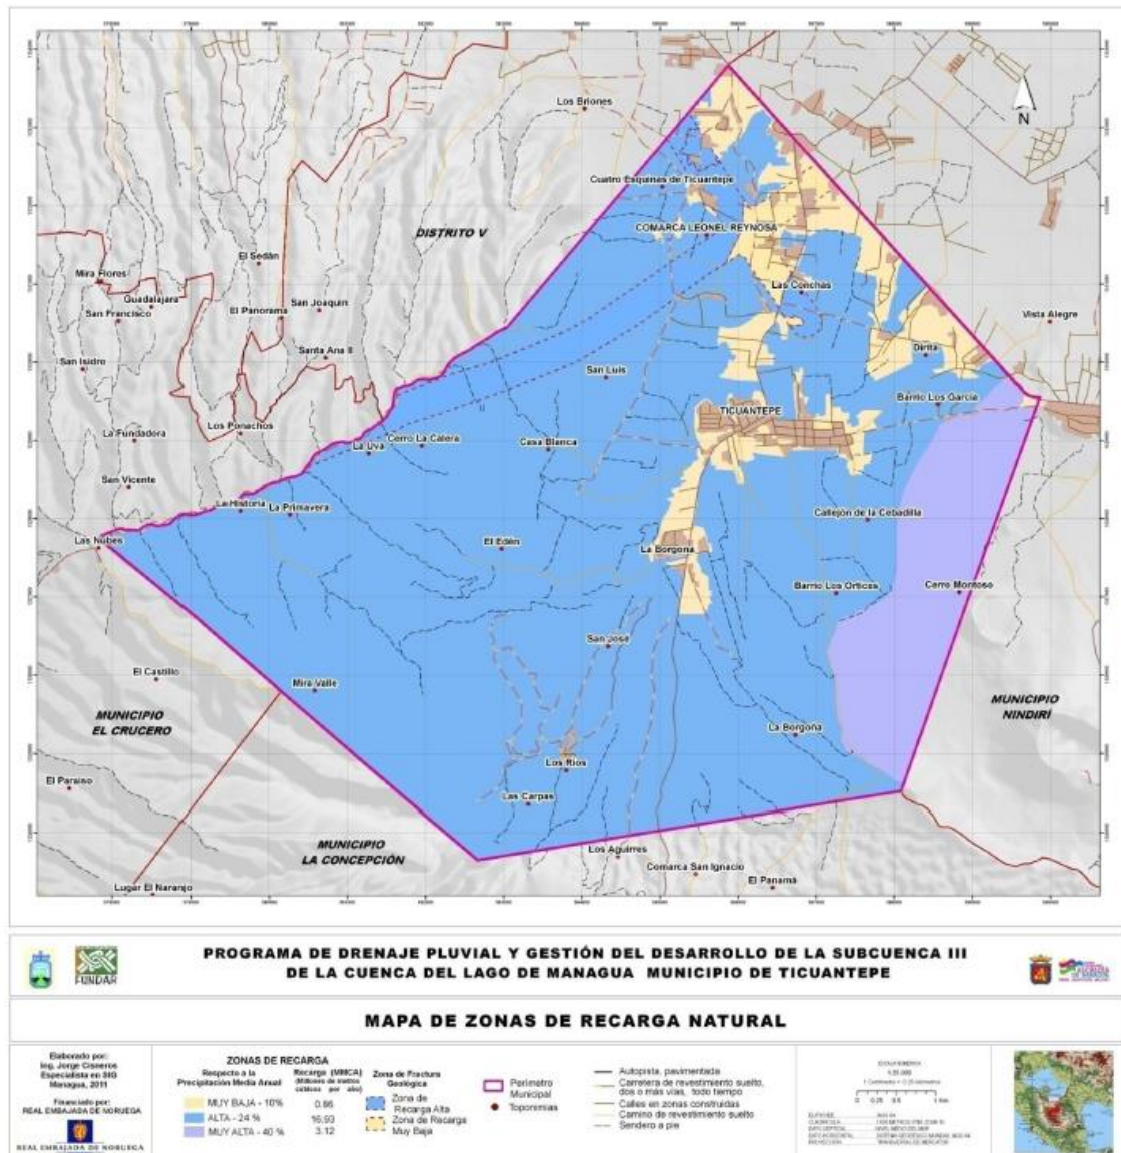 N
Los Briones
Cuatro Esquinas de Ticuantepe
COMARCA LEONEL REYNOSA
DISTRITO V
El Sedán
Mira Flores
Guadalajara
San Francisco
El Panorama
San Joaquín
Las Conchas
Vista Alegre
San Isidro
Santa Ana II
San Luis
Dirita
Barrio Los García
TICUANTEPE
La Fundadora
Los Ponachos
La Uva
Cerro La Calera
Casa Blanca
San Vicente
La Historia
La Primavera
Callejón de la Cebadilla
Las Nubes
El Edén
La Borgoña
Barrio Los Orticos
Cerro Montoso
San José
El Castillo
Mira Valle
MUNICIPIO
EL CRUCERO
MUNICIPIO
NINDIRÍ
La Borgoña
El Paraiso
Los Ríos
Las Carpas
MUNICIPIO
LA CONCEPCIÓN
Los Aguirres
Comarca San Ignacio
Lugar El Naranjo
El Panamá
FUNDAR
PROGRAMA DE DRENAJE PLUVIAL Y GESTIÓN DEL DESARROLLO DE LA SUBCUENCA III
DE LA CUENCA DEL LAGO DE MANAGUA MUNICIPIO DE TICUANTEPE
MAPA DE ZONAS DE RECARGA NATURAL
Elaborado por:
Ing. Jorge Cisneros
Especialista en SIG
Managua, 2011
Financiado por:
REAL EMBAJADA DE NORUEGA
REAL EMBAJADA DE NORUEGA
ZONAS DE RECARGA
Respecto a la
Precipitación Media Anual
Recarga (MMCA)
(Millones de metros
cúbicos por año)
MUY BAJA - 10% 0.86
ALTA - 24 % 16.93
MUY ALTA - 40 % 3.12
Zona de Fractura
Geológica
Zona de
Recarga Alta
Zona de Recarga
Muy Baja
Perímetro
Municipal
Toponimias
Autopista, pavimentada
Carretera de revestimiento suelto,
dos o más vías, todo tiempo
Calles en zonas construidas
Camino de revestimiento suelto
Sendero a pie